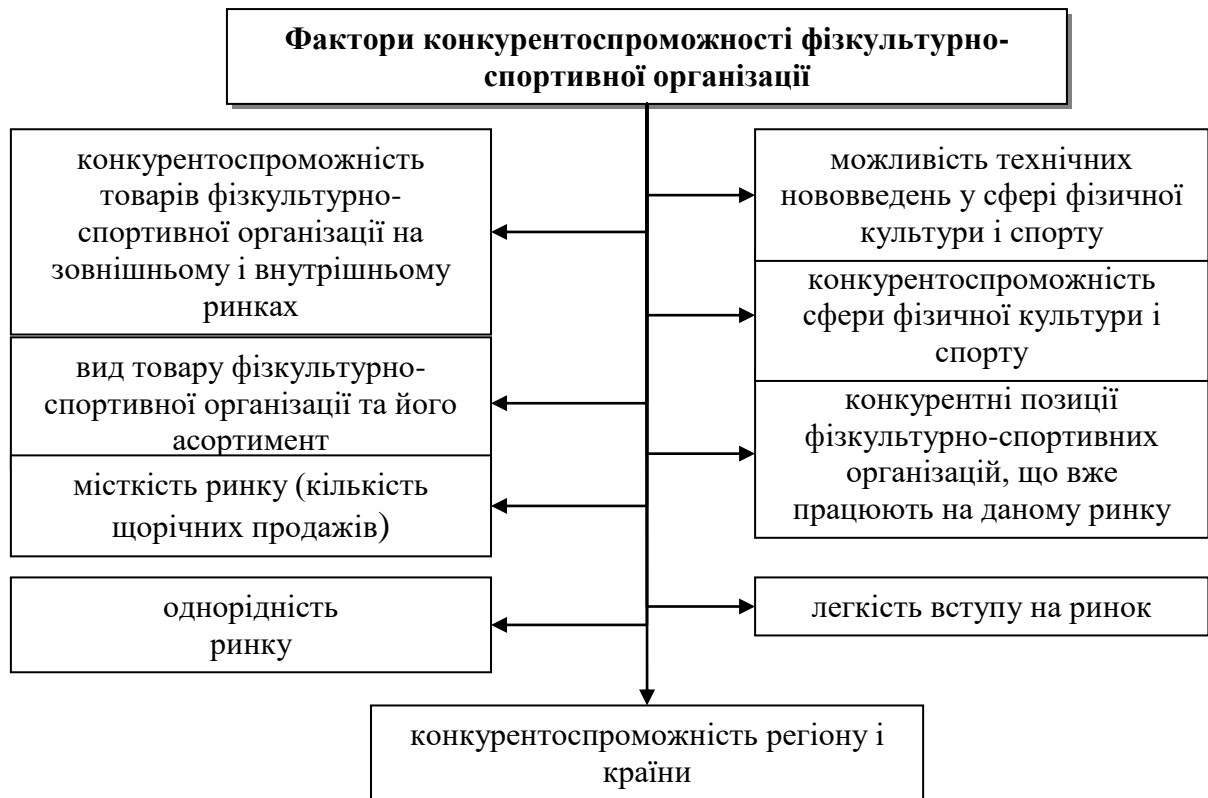 Фактори конкурентоспроможності фізкультурно-
спортивної організації
конкурентоспроможність
товарів фізкультурно-
спортивної організації на
зовнішньому і внутрішньому
ринках
вид товару фізкультурно-
спортивної організації та його
асортимент
місткість ринку (кількість
щорічних продажів)
однорідність
ринку
можливість технічних
нововведень у сфері фізичної
культури і спорту
конкурентоспроможність
сфери фізичної культури і
спорту
конкурентні позиції
фізкультурно-спортивних
організацій, що вже
працюють на даному ринку
легкість вступу на ринок
конкурентоспроможність регіону і
країни